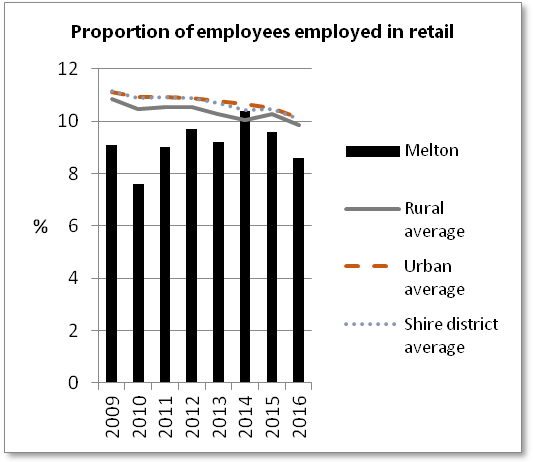 Proportion of employees employed in retail
12
10
8
6
4
2
0
%
2009
2010
2011
2012
2013
2014
2015
2016
Melton
Rural
average
Urban
average
Shire district
average